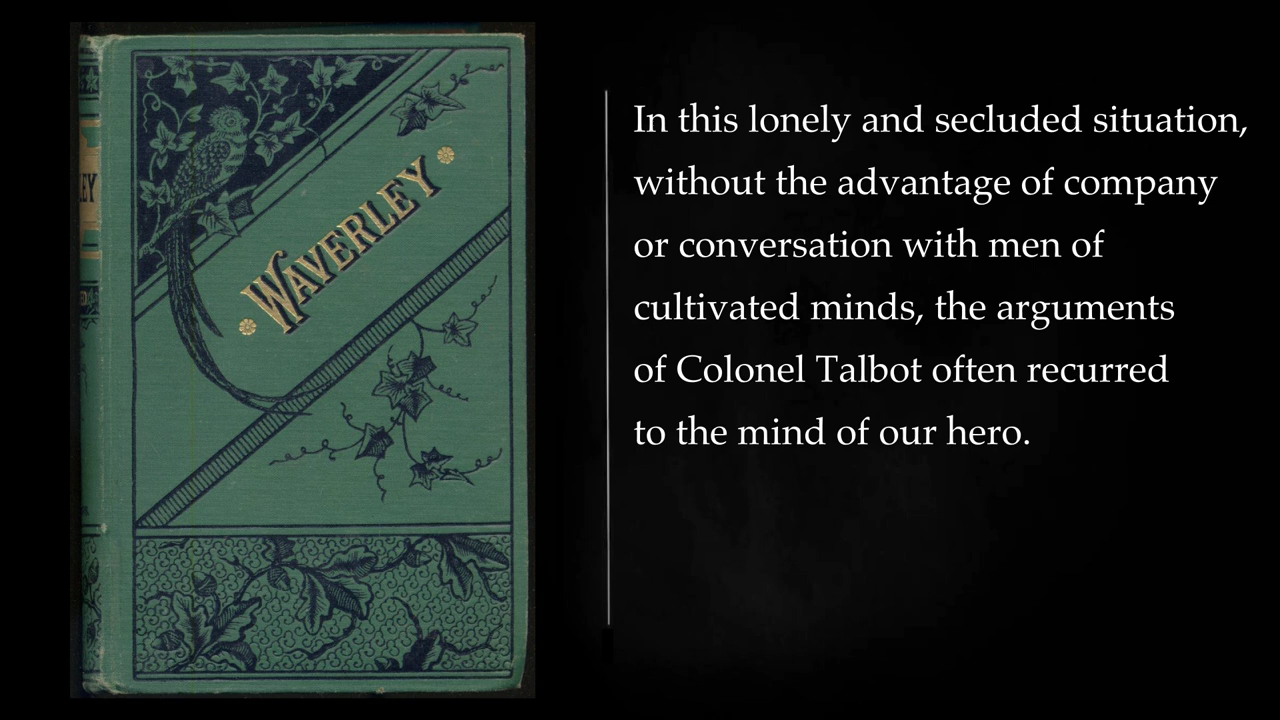 WAVERLEY
EY
In this lonely and secluded situation,
without the advantage of company
or conversation with men of
cultivated minds, the arguments
of Colonel Talbot often recurred
to the mind of our hero.